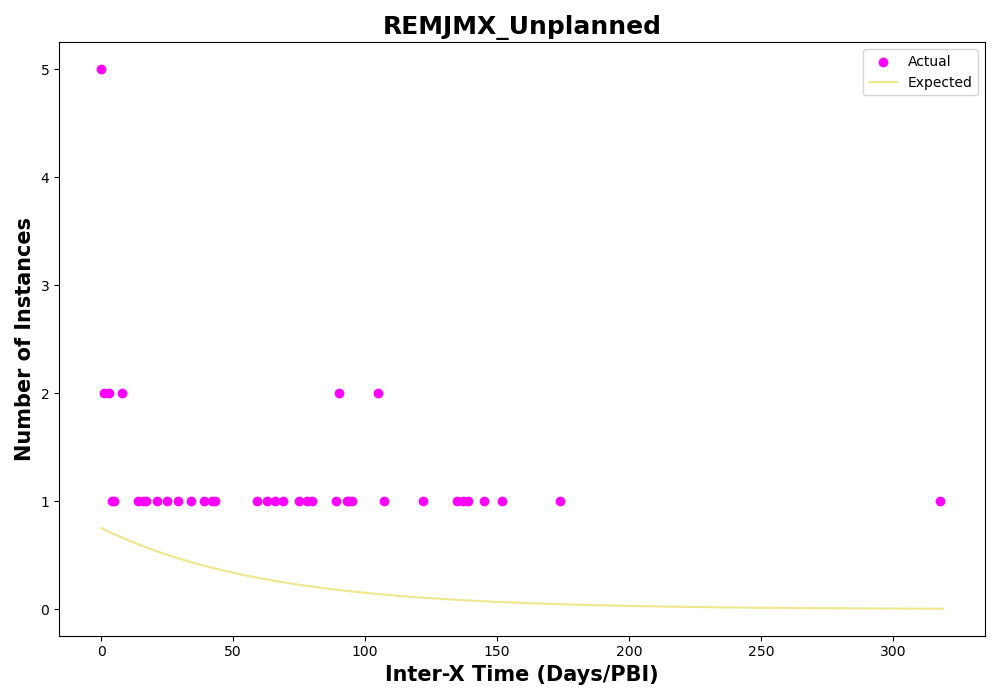 REMJMX_Unplanned
Actual
Expected
Number of Instances
5
4
3
2
1
0
0
50
100
150
200
250
300
Inter-X Time (Days/PBI)